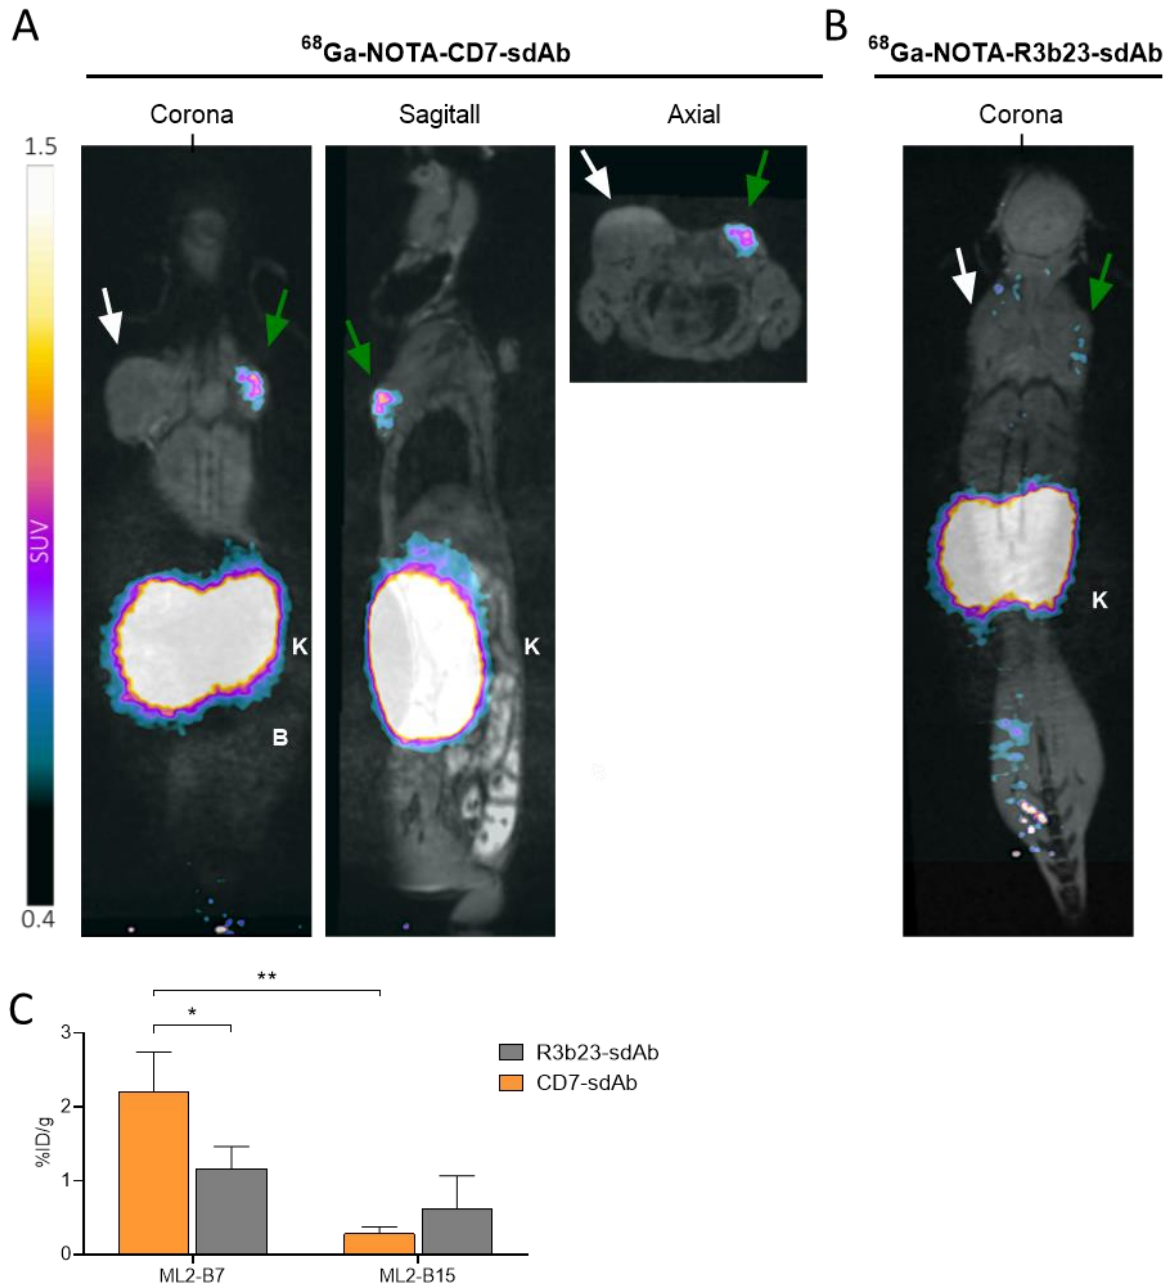 A
B
⁶⁸Ga-NOTA-CD7-sdAb
⁶⁸Ga-NOTA-R3b23-sdAb
Corona
Sagitall
Axial
Corona
1.5
SUV
0.4
K
K
K
B
C
**
*
R3b23-sdAb
CD7-sdAb
%ID/g
3
2
1
0
ML2-B7
ML2-B15